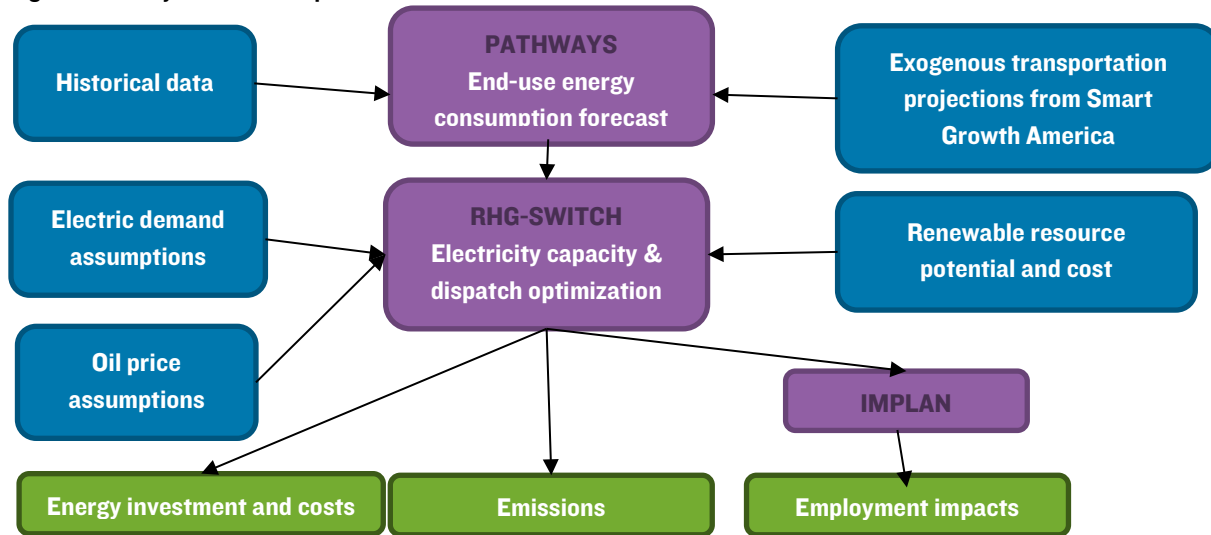 Historical data
PATHWAYS
End-use energy
consumption forecast
Exogenous transportation
projections from Smart
Growth America
Electric demand
assumptions
RHG-SWITCH
Electricity capacity &
dispatch optimization
Renewable resource
potential and cost
Oil price
assumptions
IMPLAN
Energy investment and costs
Emissions
Employment impacts